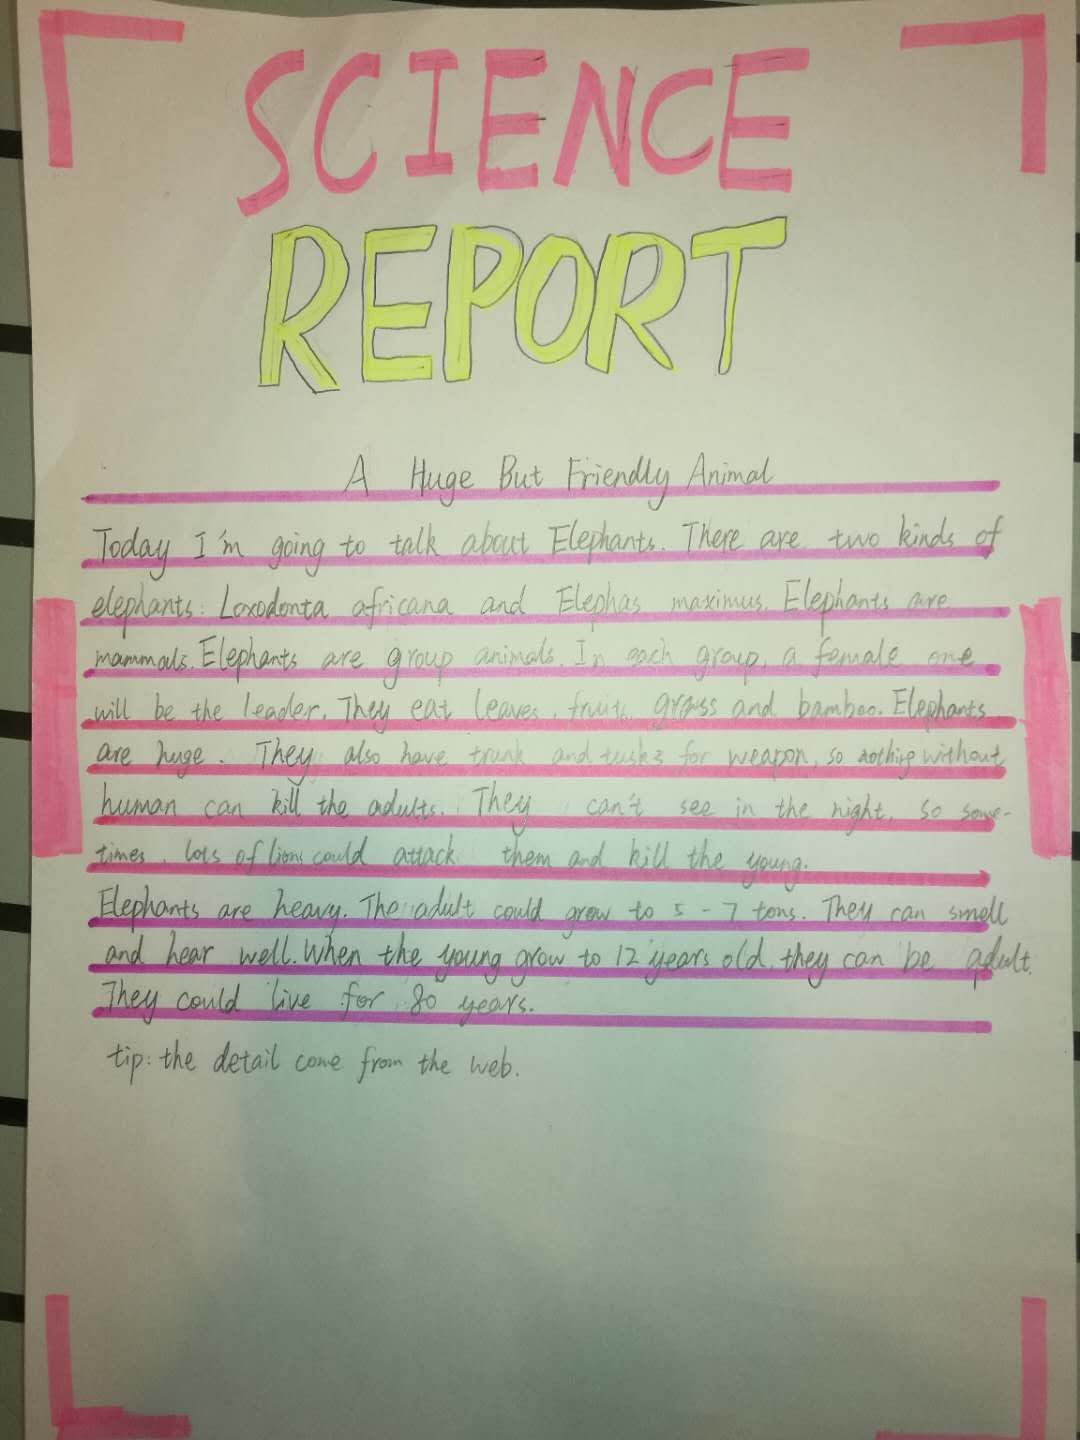 SCIENCE
REPORT
A Huge But Friendly Animal
Today I'm going to talk about Elephants. There are two kinds of
elephants: Loxodonta africana and Elephas maximus. Elephants are
mammals. Elephants are group animals. In each group, a female one
will be the leader. They eat leaves, fruit, grass and bamboo. Elephants
are huge. They also have trunk and tusks for weapon, so nothing without
human can kill the adults. They can't see in the night, so some-
times, lots of lions could attack them and kill the young.
Elephants are heavy. The adult could grow to 5-7 tons. They can smell
and hear well. When the young grow to 12 years old, they can be adult.
They could live for 80 years.
tip: the detail come from the web.